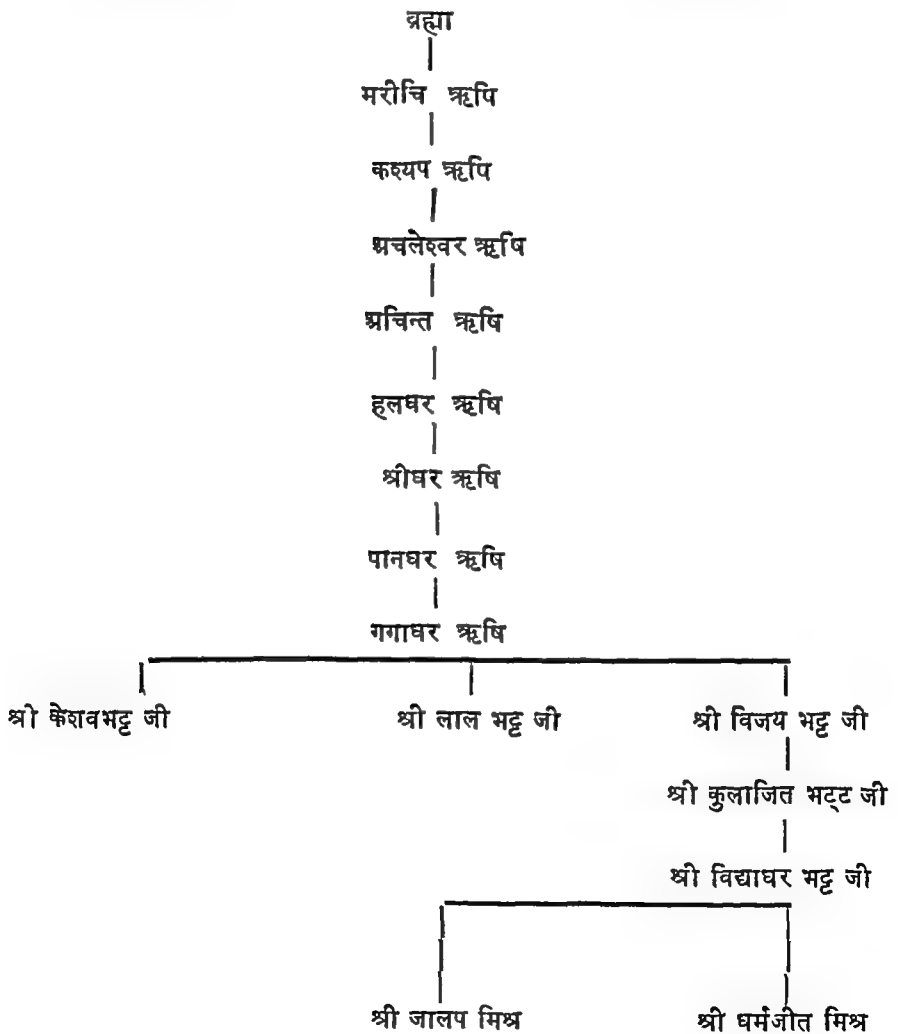 ब्रह्मा
मरीचि ऋषि
कश्यप ऋषि
अचलेश्वर ऋषि
अचिन्त ऋषि
हलधर ऋषि
श्रीधर ऋषि
पानधर ऋषि
गगाधर ऋषि
श्री केशवभट्ट जी श्री लाल भट्ट जी श्री विजय भट्ट जी
श्री कुलाजित भट्ट जी
श्री विद्याधर भट्ट जी
श्री जालप मिश्र श्री धर्मजीत मिश्र